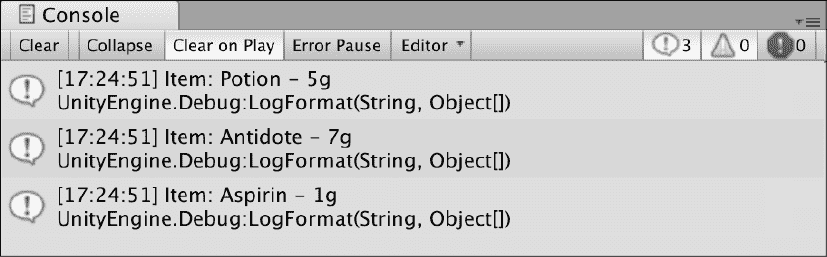 Console
Clear Collapse Clear on Play Error Pause Editor 3 0 0
[17:24:51] Item: Potion – 5g
UnityEngine.Debug:LogFormat(String, Object[])
[17:24:51] Item: Antidote – 7g
UnityEngine.Debug:LogFormat(String, Object[])
[17:24:51] Item: Aspirin – 1g
UnityEngine.Debug:LogFormat(String, Object[])